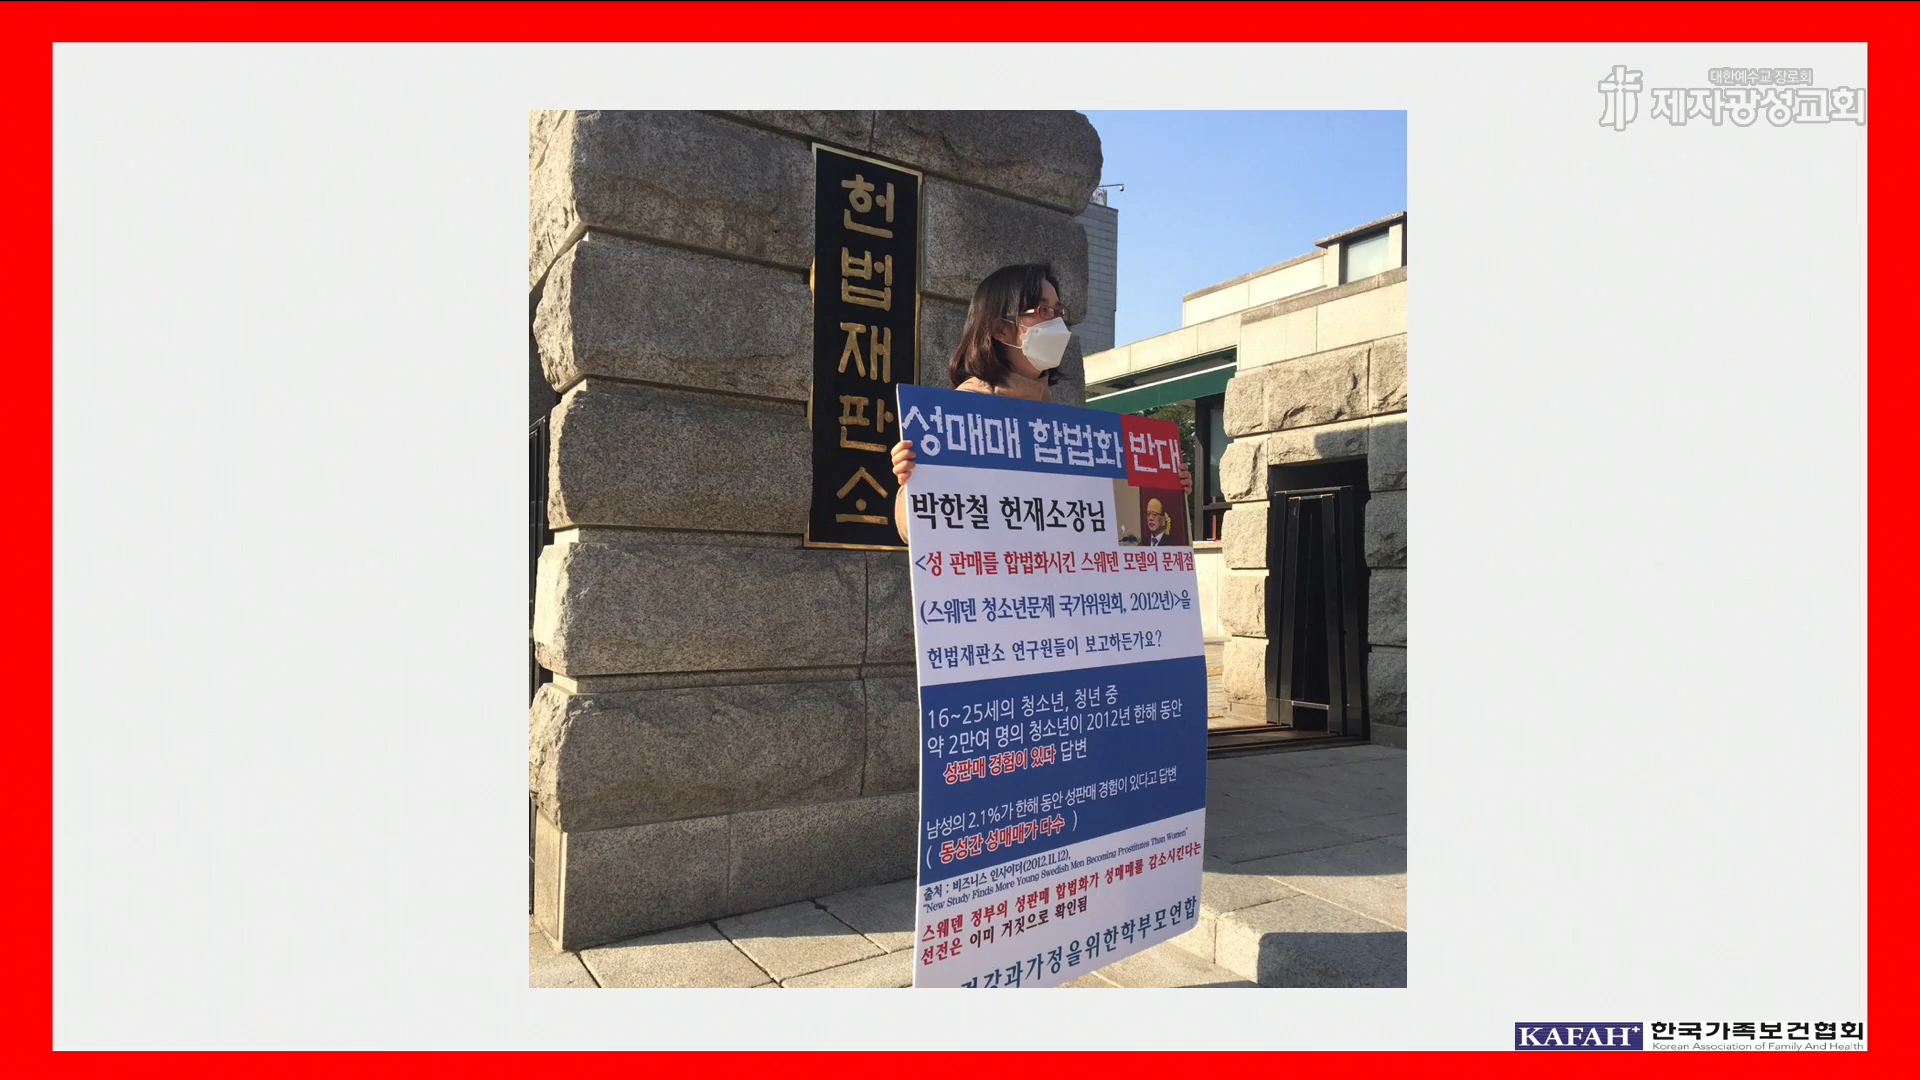 대한예수교 장로회
제자광성교회
헌법재판소
성매매 합법화 반대
박한철 헌재소장님
<성 판매를 합법화시킨 스웨덴 모델의 문제점
(스웨덴 청소년문제 국가위원회, 2012년)>을
헌법재판소 연구원들이 보고하든가요?
16~25세의 청소년, 청년 중
약 2만여 명의 청소년이 2012년 한해 동안
성판매 경험이 있다 답변
남성의 2.1%가 한해 동안 성판매 경험이 있다고 답변
( 동성간 성매매가 다수 )
출처 : 비즈니스 인사이더(2012.11.12),
"New Study Finds More Young Swedish Men Becoming Prostitutes Than Women"
스웨덴 정부의 성판매 합법화가 성매매를 감소시킨다는
선전은 이미 거짓으로 확인됨
건강과가정을위한학부모연합
KAFAH+ 한국가족보건협회
Korean Association of Family And Health